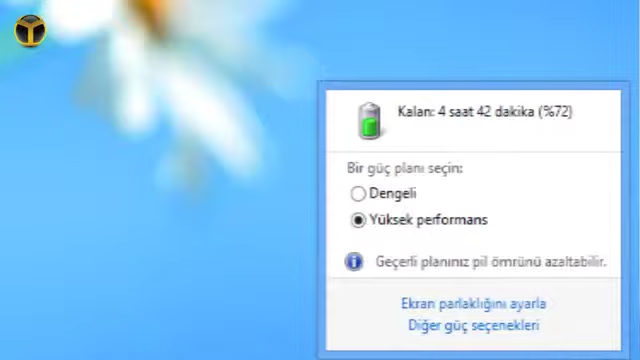 Kalan: 4 saat 42 dakika (%72)
Bir güç planı seçin:
Dengeli
Yüksek performans
Geçerli planınız pil ömrünü azaltabilir.
Ekran parlaklığını ayarla
Diğer güç seçenekleri